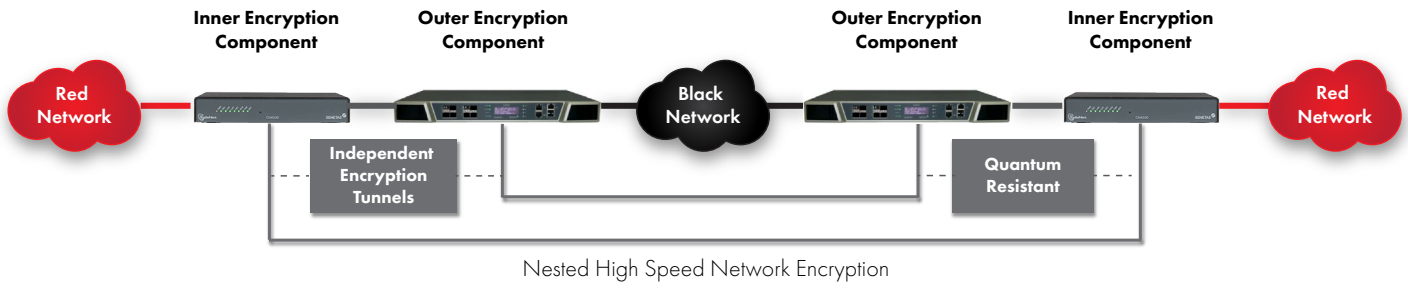 Inner Encryption
Component
Outer Encryption
Component
Outer Encryption
Component
Inner Encryption
Component
Red
Network
Black
Network
Red
Network
Independent
Encryption
Tunnels
Quantum
Resistant
Nested High Speed Network Encryption